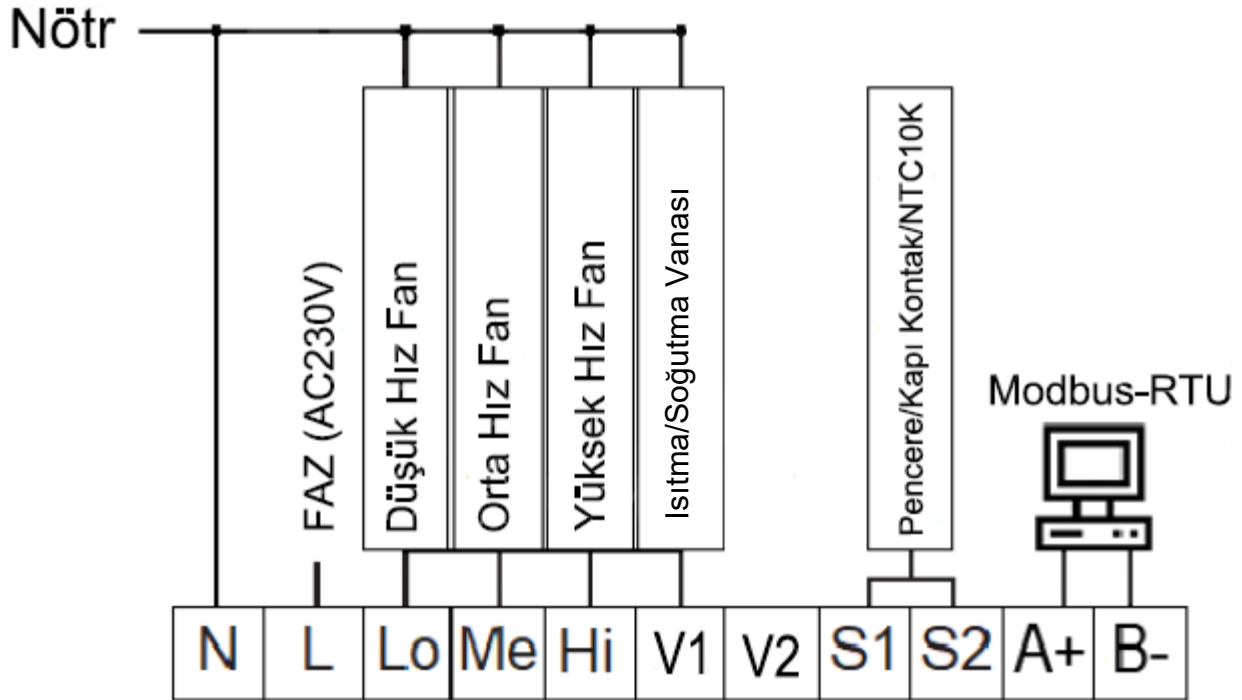 Nötr
FAZ (AC230V)
Düşük Hız Fan
Orta Hız Fan
Yüksek Hız Fan
Isıtma/Soğutma Vanası
Pencere/Kapı Kontak/NTC10K
Modbus-RTU
N L Lo Me Hi V1 V2 S1 S2 A+ B-